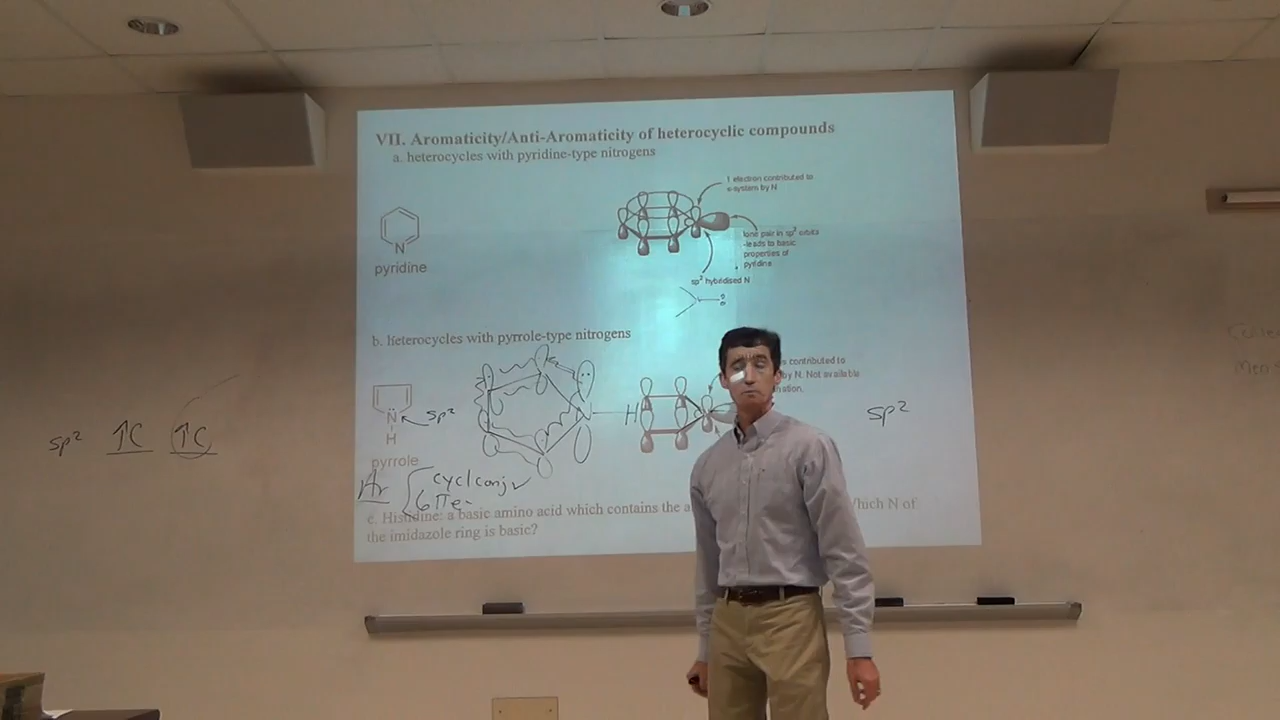 VII. Aromaticity/Anti-Aromaticity of heterocyclic compounds
a. heterocycles with pyridine-type nitrogens
1 electron contributed to
π-system by N
N
pyridine
lone pair in sp² orbits
-leads to basic
properties of
pyridine
sp² hybridised N
b. heterocycles with pyrrole-type nitrogens
s contributed to
by N. Not available
N
sp²
H
pyrrole
N
H
sp²
sp²
Ar
cycl conj ✓
6πe-
c. Histidine: a basic amino acid which contains the
hich N of
the imidazole ring is basic?